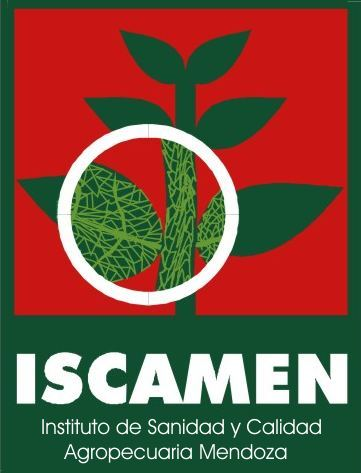 ISCAMEN
Instituto de Sanidad y Calidad
Agropecuaria Mendoza